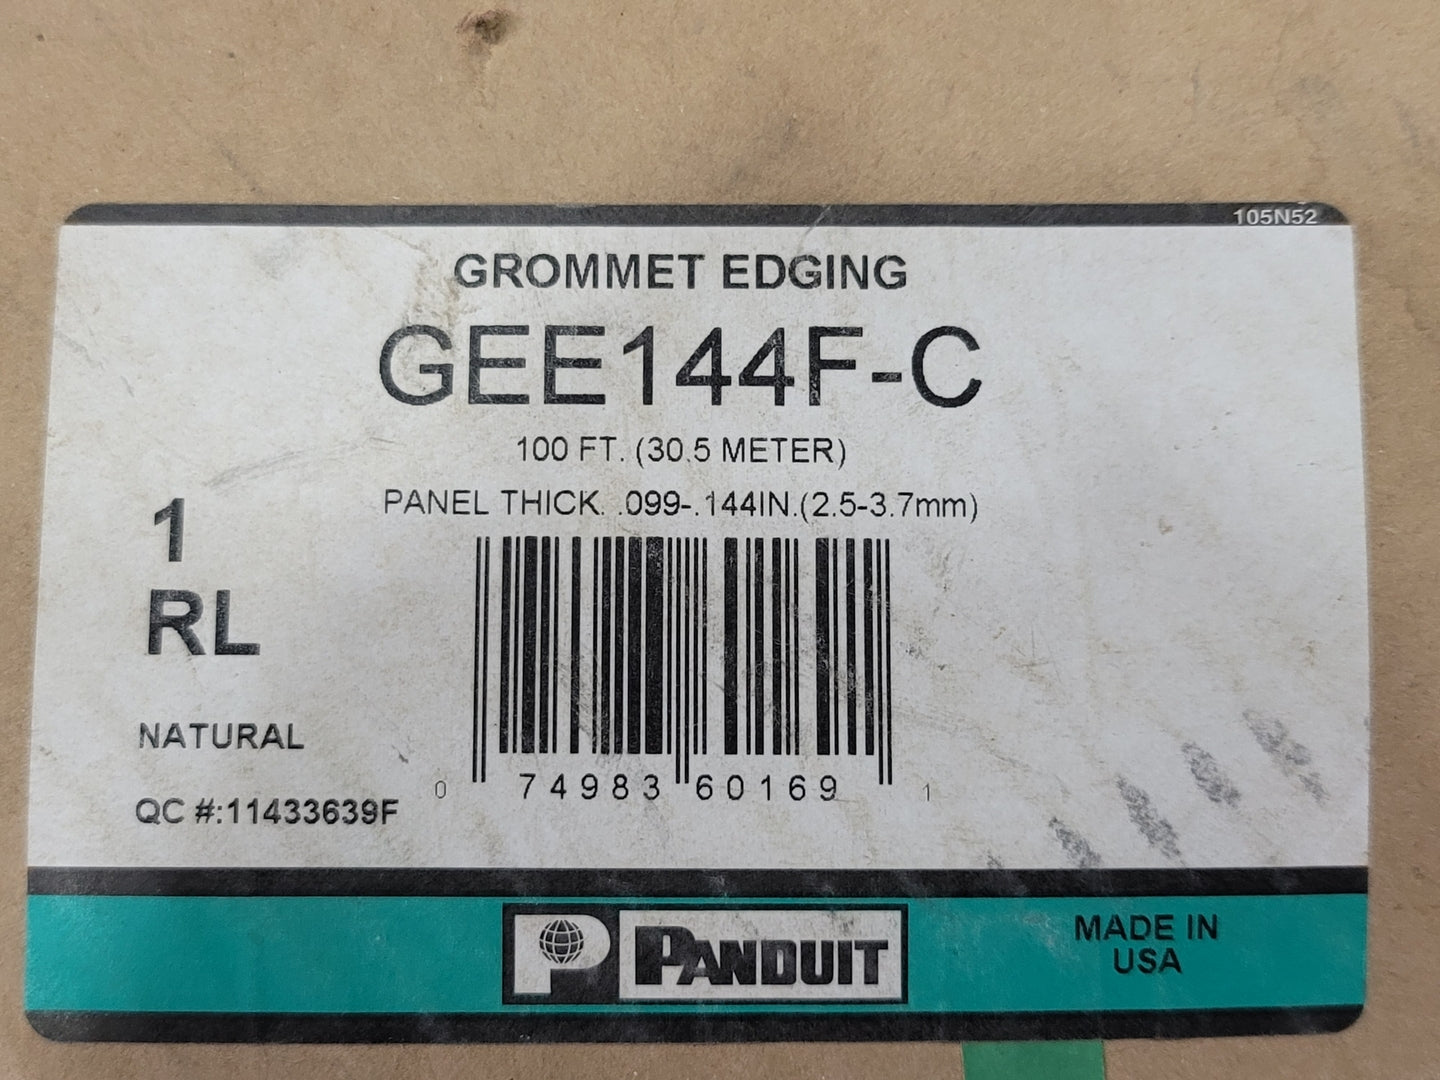 105N52
GROMMET EDGING
GEE144F-C
100 FT. (30.5 METER)
PANEL THICK. .099-.144IN.(2.5-3.7mm)
1
RL
NATURAL
QC #:11433639F
0 74983 60169 1
P PANDUIT
MADE IN
USA